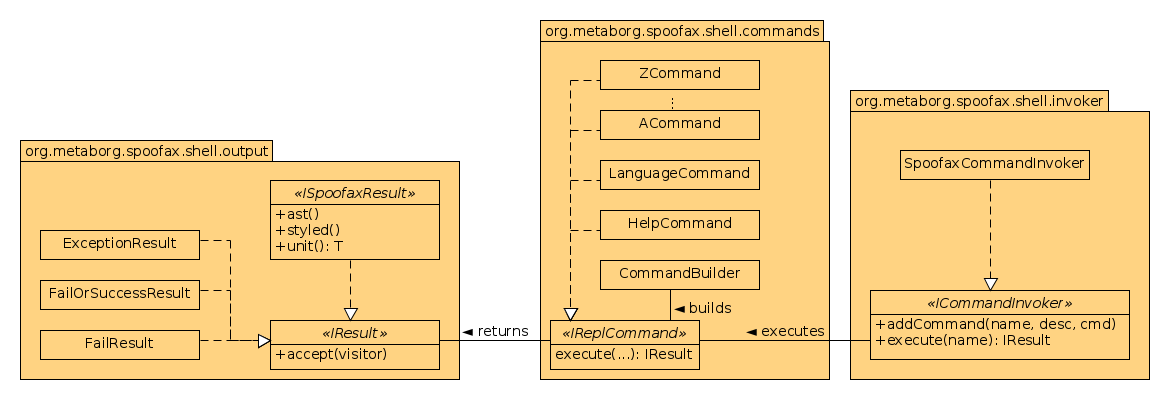 org.metaborg.spoofax.shell.output
«ISpoofaxResult»
+ast()
+styled()
+unit(): T
ExceptionResult
FailOrSuccessResult
FailResult
«IResult»
+accept(visitor)
◄ returns
org.metaborg.spoofax.shell.commands
ZCommand
ACommand
LanguageCommand
HelpCommand
CommandBuilder
◄ builds
«IReplCommand»
execute(...): IResult
◄ executes
org.metaborg.spoofax.shell.invoker
SpoofaxCommandInvoker
«ICommandInvoker»
+addCommand(name, desc, cmd)
+execute(name): IResult